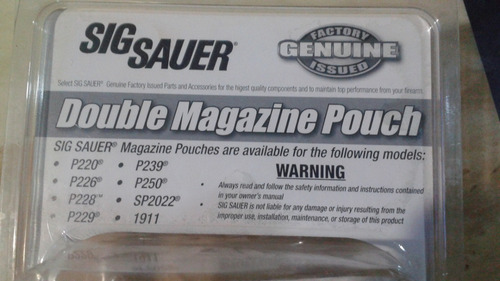 SIG SAUER®
FACTORY
GENUINE
ISSUED
Select SIG SAUER® Genuine Factory Issued Parts and Accessories for the higest quality components and to maintain top performance from your firearm.
Double Magazine Pouch
SIG SAUER® Magazine Pouches are available for the following models:
• P220® • P239®
• P226® • P250®
• P228™ • SP2022®
• P229® • 1911
WARNING
• Always read and follow the safety information and instructions contained
in your owner's manual
• SIG SAUER is not liable for any damage or injury resulting from the
improper use, installation, maintenance, or storage of this product